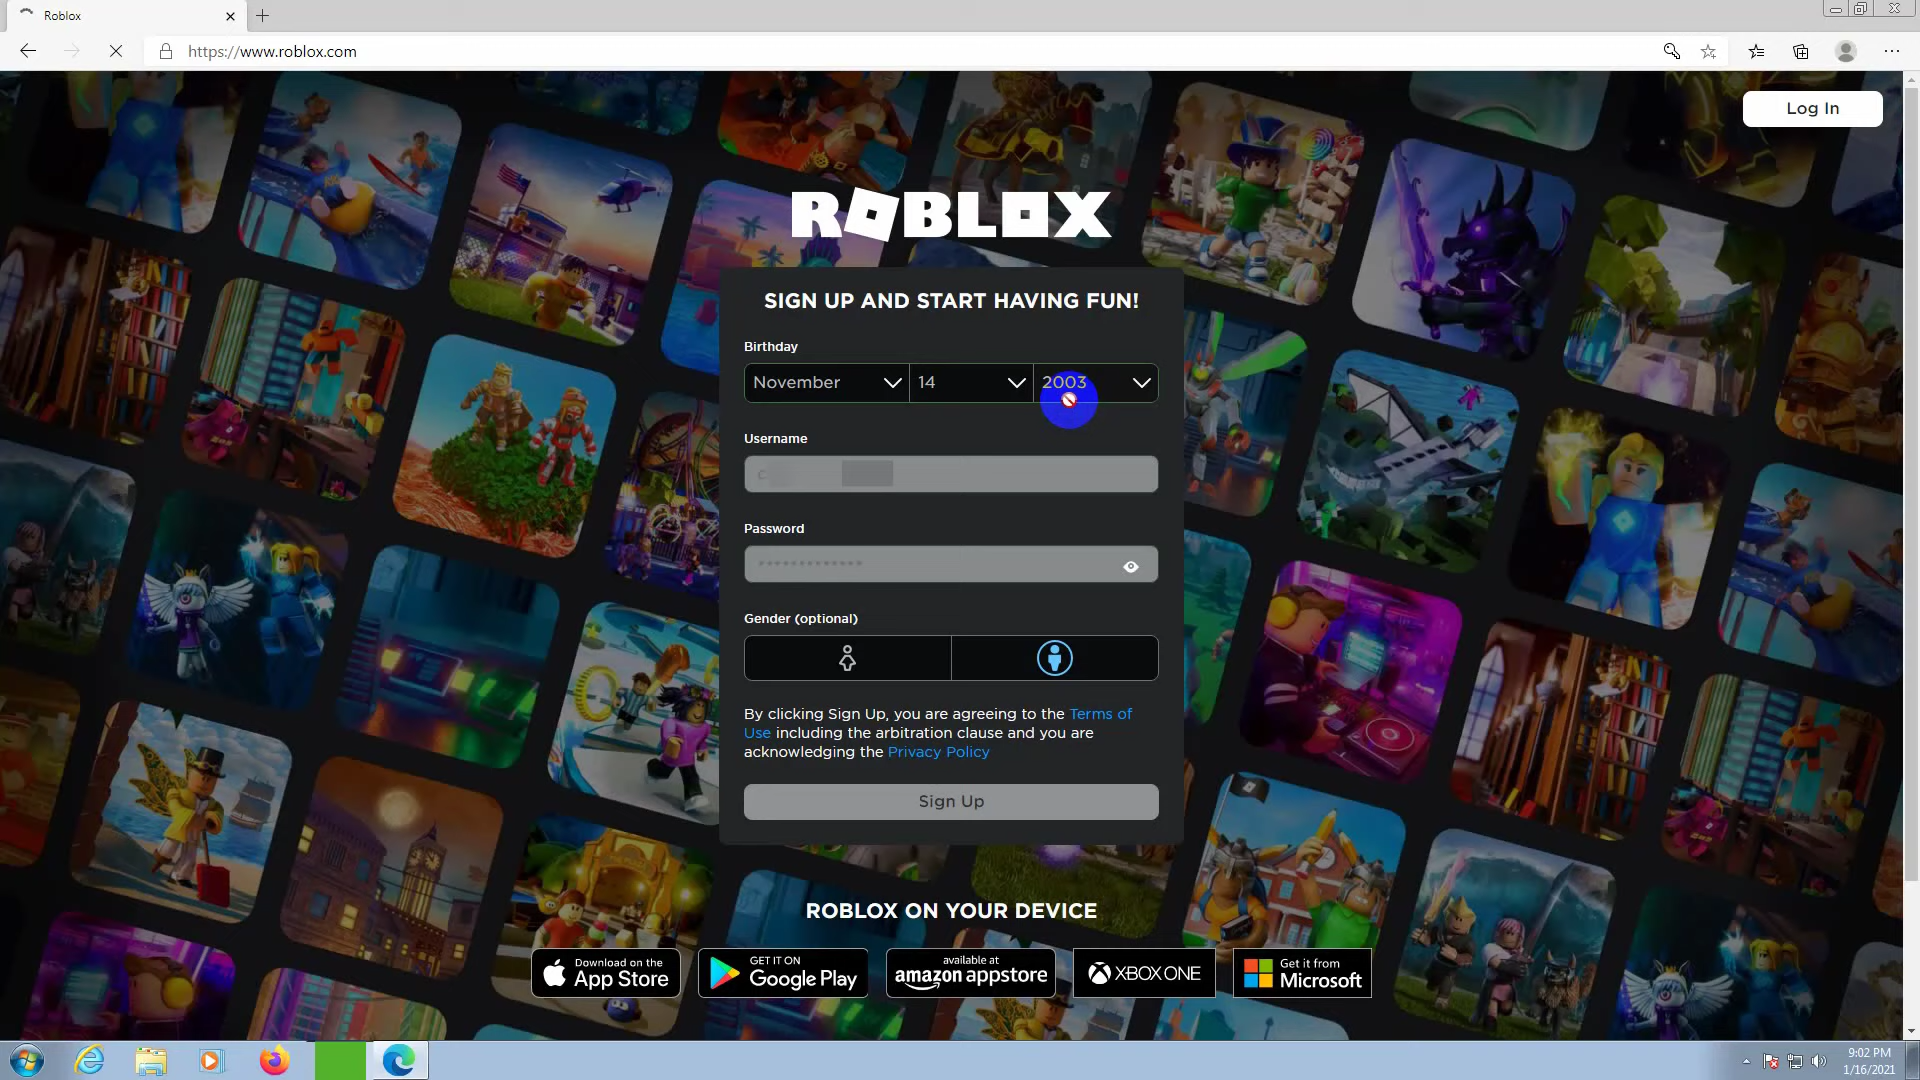 Roblox
https://www.roblox.com
Log In
ROBLOX
SIGN UP AND START HAVING FUN!
Birthday
November 14 2003
Username
Password
*************
Gender (optional)
By clicking Sign Up, you are agreeing to the Terms of
Use including the arbitration clause and you are
acknowledging the Privacy Policy
Sign Up
ROBLOX ON YOUR DEVICE
Download on the
App Store
GET IT ON
Google Play
available at
amazon appstore
XBOX ONE
Get it from
Microsoft
9:02 PM
1/16/2021